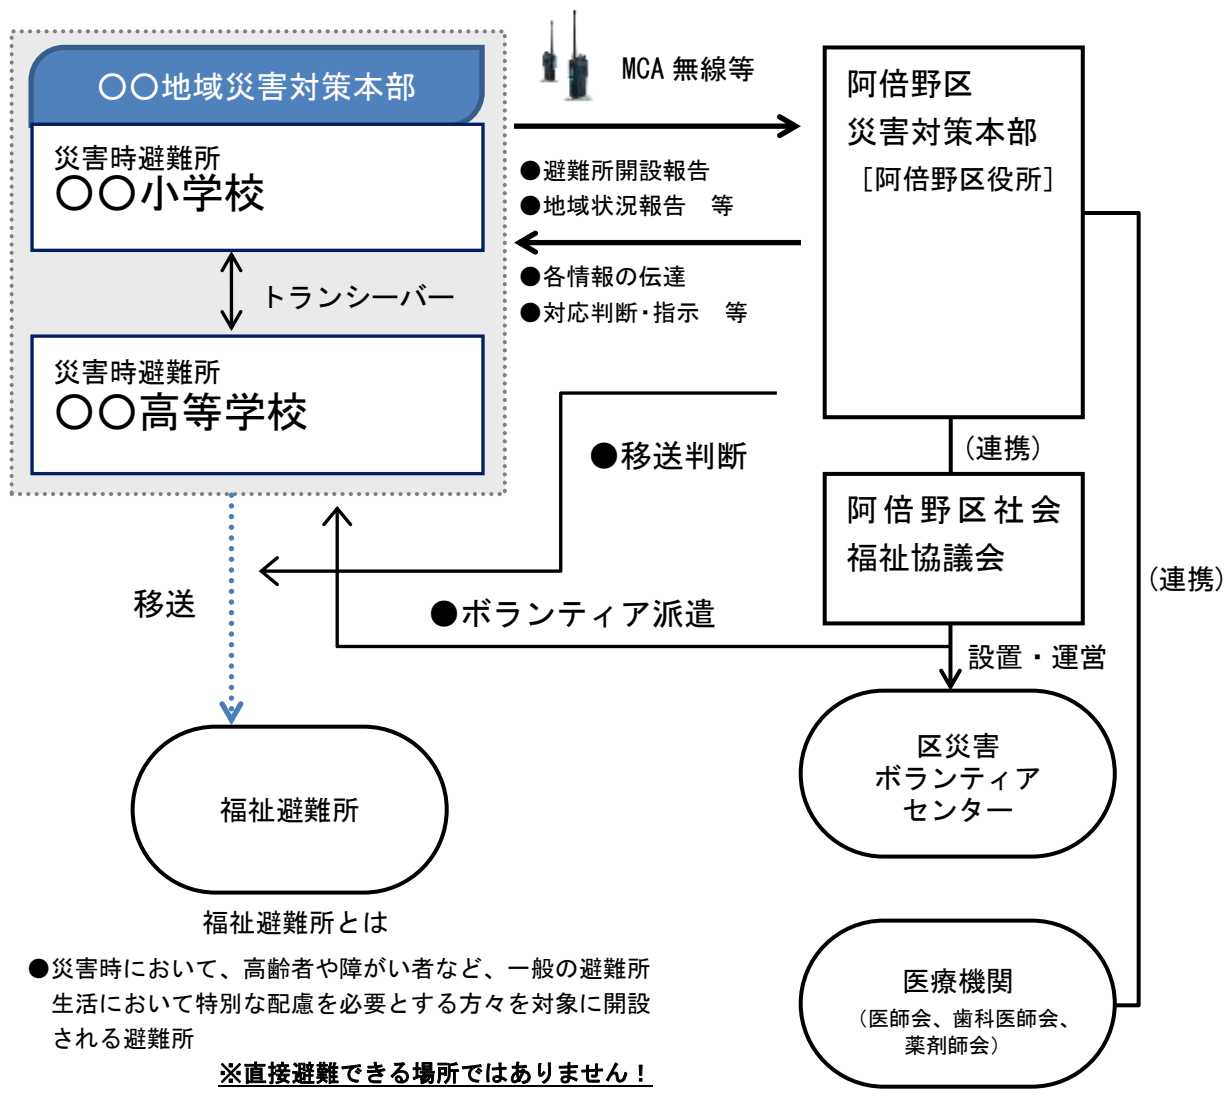 〇〇地域災害対策本部
災害時避難所
〇〇小学校
トランシーバー
災害時避難所
〇〇高等学校
MCA 無線等
●避難所開設報告
●地域状況報告　等
●各情報の伝達
●対応判断・指示　等
阿倍野区
災害対策本部
［阿倍野区役所］
（連携）
阿倍野区社会
福祉協議会
（連携）
●移送判断
●ボランティア派遣
移送
設置・運営
区災害
ボランティア
センター
福祉避難所
福祉避難所とは
●災害時において、高齢者や障がい者など、一般の避難所
生活において特別な配慮を必要とする方々を対象に開設
される避難所
※直接避難できる場所ではありません！
医療機関
（医師会、歯科医師会、
薬剤師会）